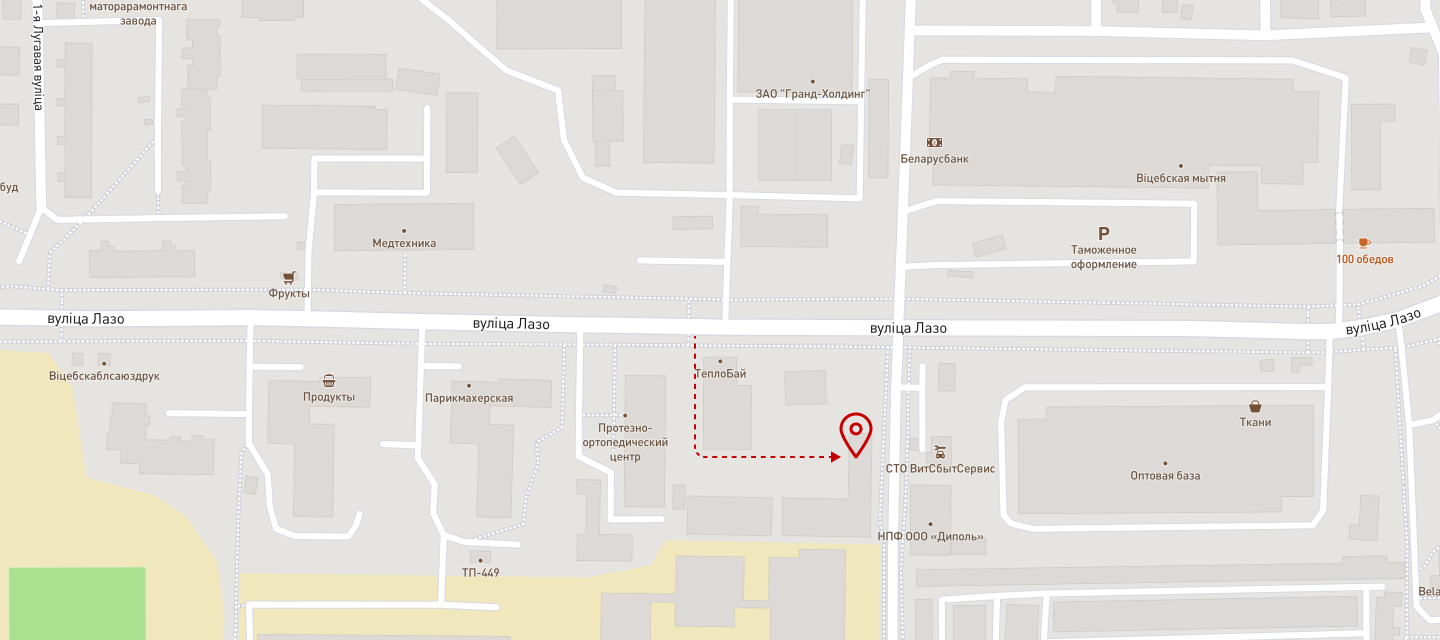 маторарамонтнага
завода
1-я Лугавая вуліца
ЗАО "Гранд-Холдинг"
Беларусбанк
Віцебская мытня
буд
Медтехника
P
Таможенное
оформление
100 обедов
Фрукты
вуліца Лазо
вуліца Лазо
вуліца Лазо
вуліца Лазо
Віцебскаблсаюздрук
ТеплоБай
Продукты
Парикмахерская
Протезно-
ортопедический
центр
Ткани
СТО ВитСбытСервис
Оптовая база
НПФ ООО «Диполь»
ТП-449
Bela